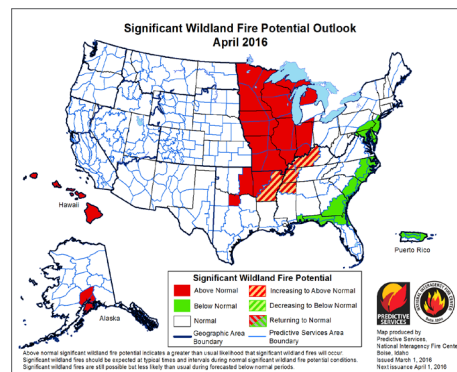 Significant Wildland Fire Potential Outlook
April 2016
Hawaii
Puerto Rico
Alaska
Significant Wildland Fire Potential
Above Normal
Increasing to Above Normal
Below Normal
Decreasing to Below Normal
Normal
Returning to Normal
Geographic Area
Boundary
Predictive Services Area
Boundary
PREDICTIVE
SERVICES
Map produced by
Predictive Services,
National Interagency Fire Cente
Boise, Idaho
Issued March 1, 2016
Next issuance April 1, 2016
Above normal significant wildland fire potential indicates a greater than usual likelihood that significant wildland fires will occur.
Significant wildland fires should be expected at typical times and intervals during normal significant wildland fire potential conditions.
Significant wildland fires are still possible but less likely than usual during forecasted below normal periods.